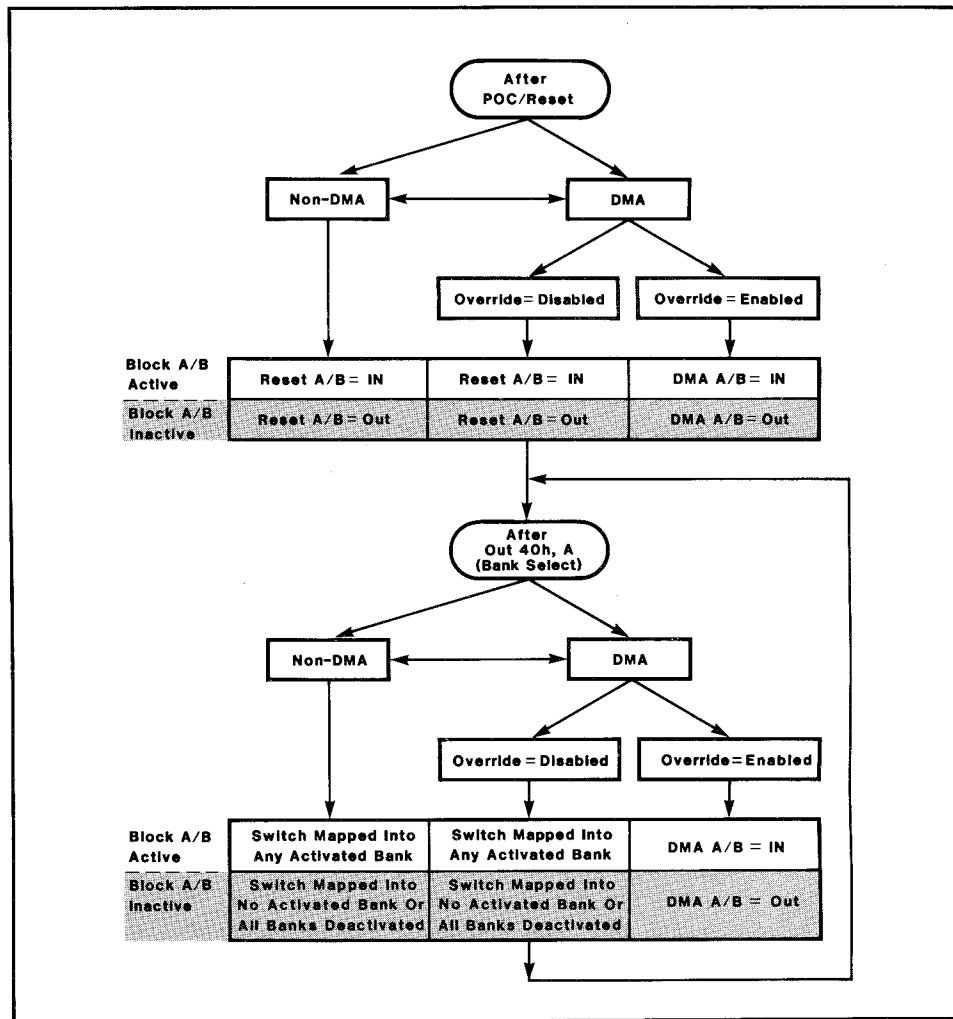 After
POC/Reset
Non-DMA
DMA
Override=Disabled
Override=Enabled
Block A/B
Active
Reset A/B= IN
Reset A/B= IN
DMA A/B= IN
Block A/B
Inactive
Reset A/B=Out
Reset A/B=Out
DMA A/B=Out
After
Out 40h, A
(Bank Select)
Non-DMA
DMA
Override=Disabled
Override=Enabled
Block A/B
Active
Switch Mapped Into
Any Activated Bank
Switch Mapped Into
Any Activated Bank
DMA A/B= IN
Block A/B
Inactive
Switch Mapped Into
No Activated Bank Or
All Banks Deactivated
Switch Mapped Into
No Activated Bank Or
All Banks Deactivated
DMA A/B= Out